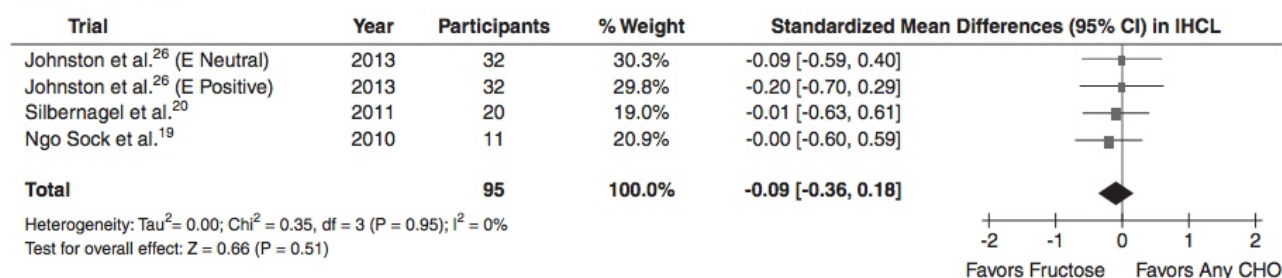 Trial Year Participants % Weight Standardized Mean Differences (95% CI) in IHCL
Johnston et al.26 (E Neutral) 2013 32 30.3% -0.09 [-0.59, 0.40]
Johnston et al.26 (E Positive) 2013 32 29.8% -0.20 [-0.70, 0.29]
Silbernagel et al.20 2011 20 19.0% -0.01 [-0.63, 0.61]
Ngo Sock et al.19 2010 11 20.9% -0.00 [-0.60, 0.59]
Total 95 100.0% -0.09 [-0.36, 0.18]
Heterogeneity: Tau2= 0.00; Chi2 = 0.35, df = 3 (P = 0.95); I2 = 0%
Test for overall effect: Z = 0.66 (P = 0.51)
-2 -1 0 1 2
Favors Fructose Favors Any CHO